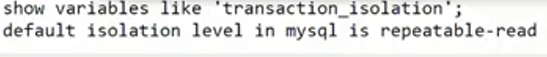 show variables like 'transaction_isolation';
default isolation level in mysql is repeatable-read